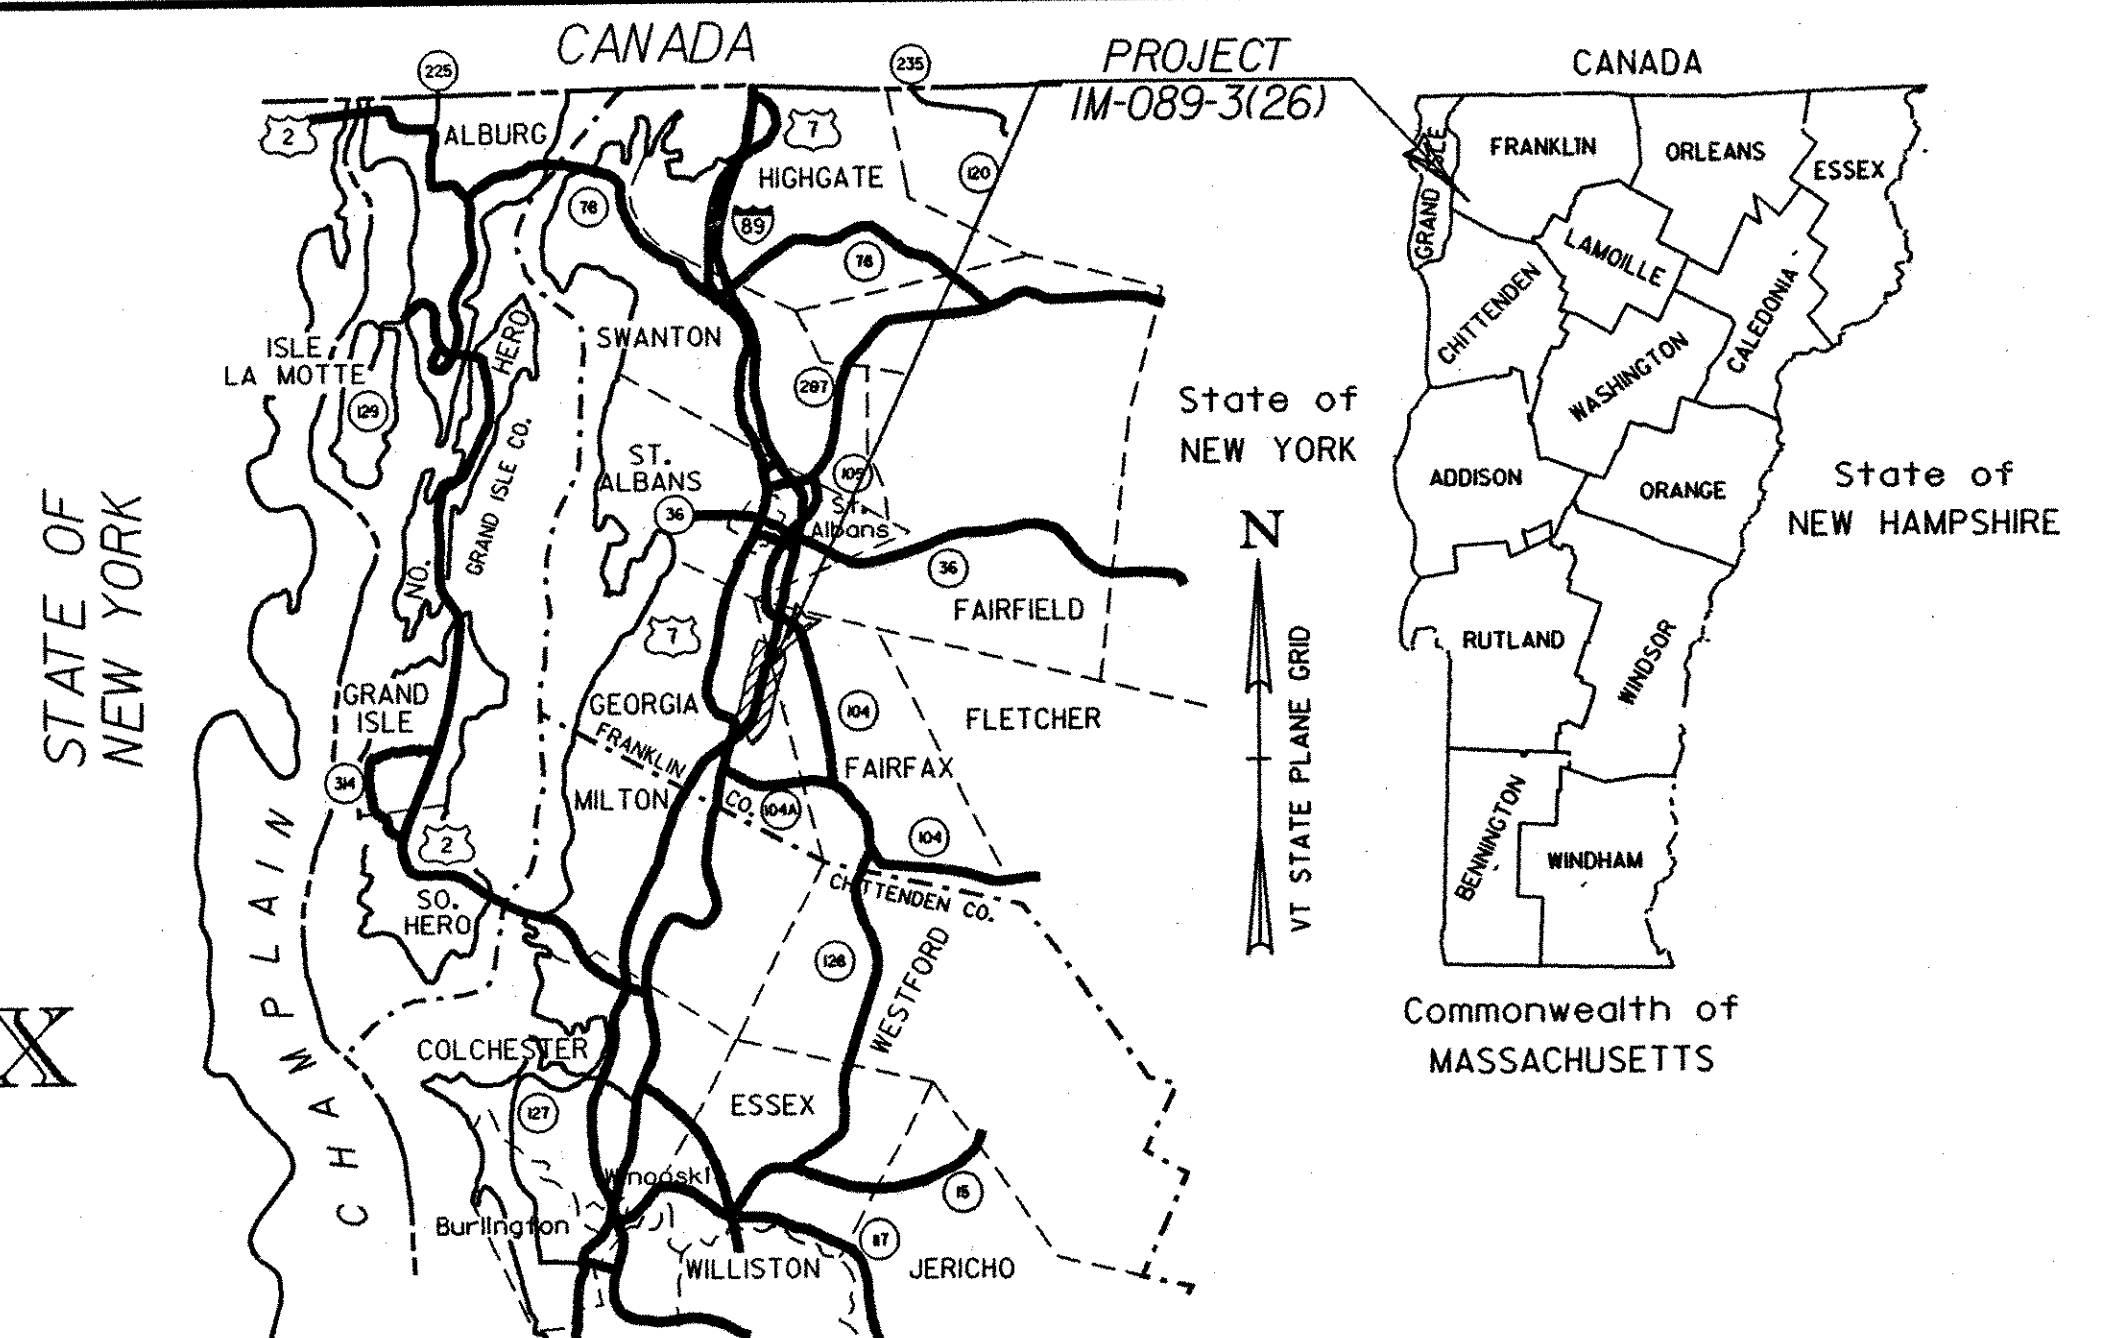 CANADA
PROJECT
IM-089-3(26)
225
235
2
ALBURG
7
HIGHGATE
120
78
89
78
HERO
SWANTON
ISLE
LA MOTTE
129
207
GRAND ISLE CO.
ST.
ALBANS
105
36
ST.
Albans
NO.
36
FAIRFIELD
STATE OF
NEW YORK
7
GRAND
ISLE
GEORGIA
104
FLETCHER
FRANKLIN CO.
FAIRFAX
314
MILTON
104A
104
2
CHITTENDEN CO.
SO.
HERO
128
WESTFORD
CHAMPLAIN
X
COLCHESTER
127
ESSEX
Winooski
15
Burlington
117
WILLISTON
JERICHO
N
VT STATE PLANE GRID
CANADA
GRAND ISLE
FRANKLIN
ORLEANS
ESSEX
LAMOILLE
CHITTENDEN
CALEDONIA
WASHINGTON
State of
NEW YORK
ADDISON
ORANGE
State of
NEW HAMPSHIRE
RUTLAND
WINDSOR
BENNINGTON
WINDHAM
Commonwealth of
MASSACHUSETTS